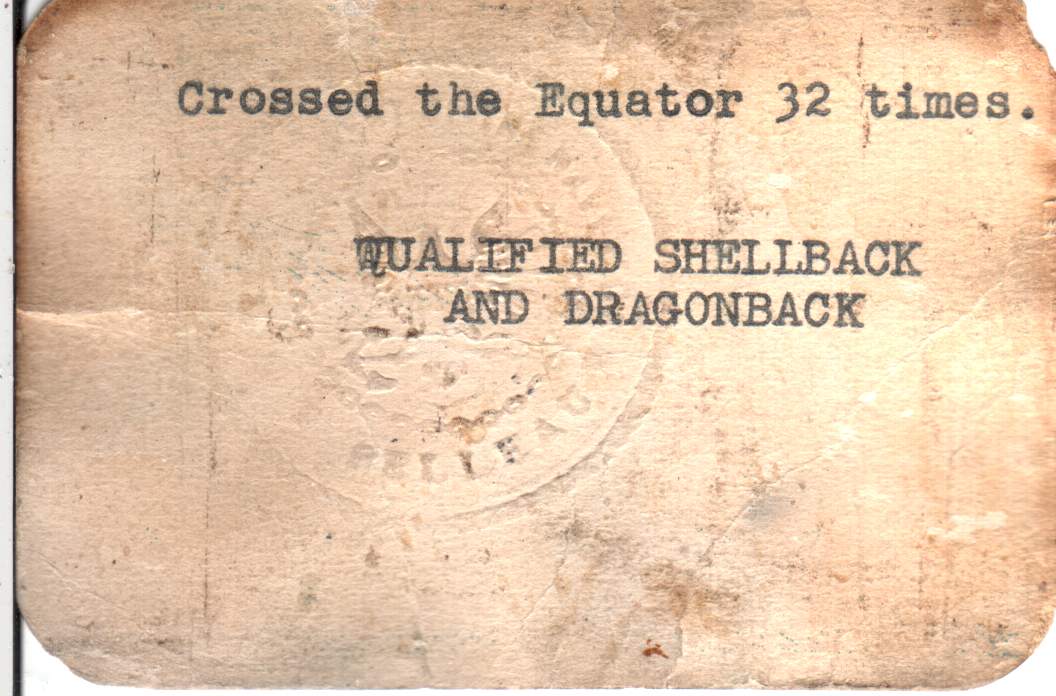 Crossed the Equator 32 times.
QUALIFIED SHELLBACK
AND DRAGONBACK